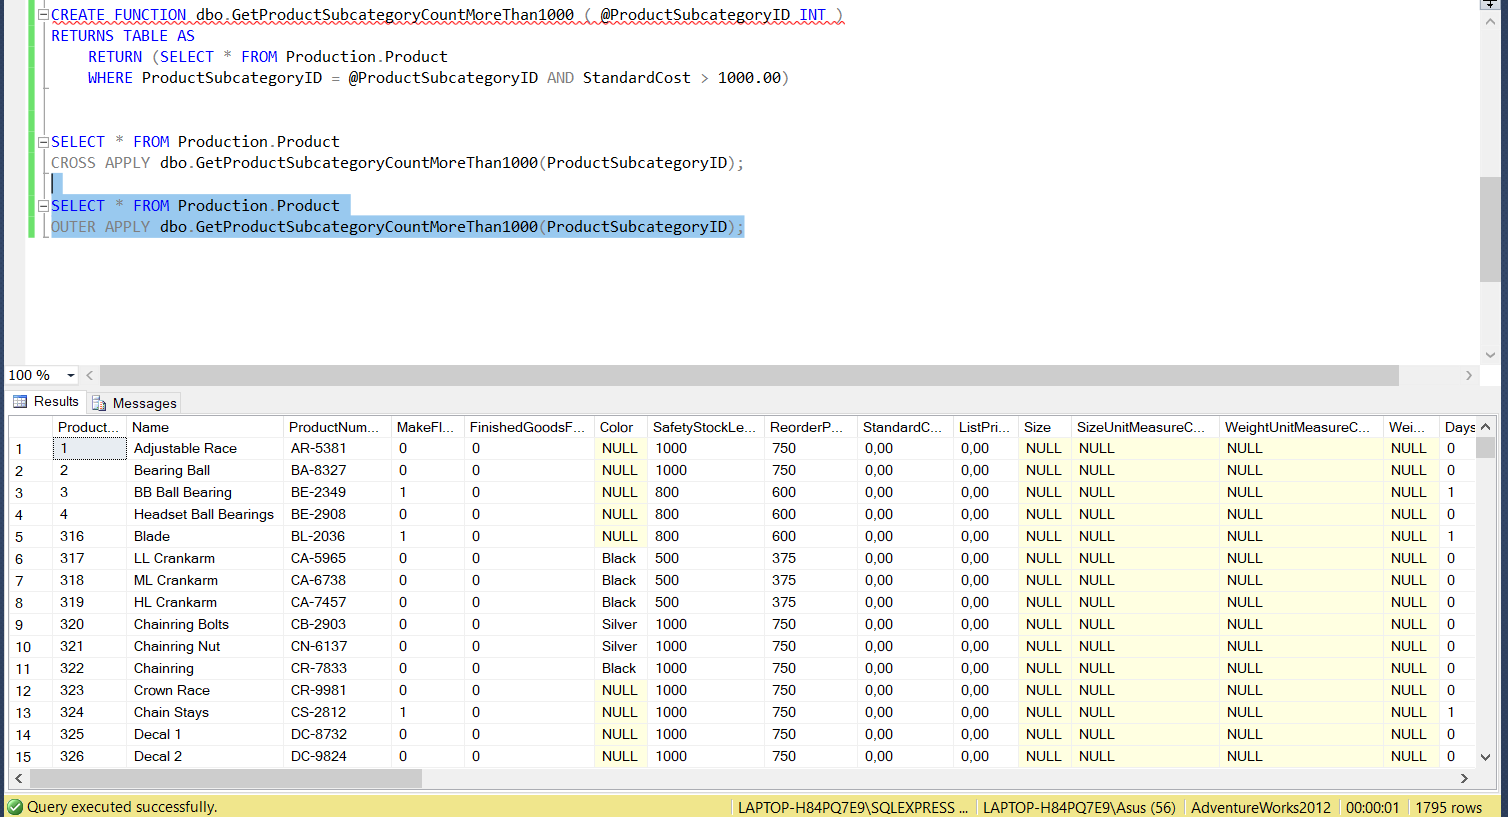 CREATE FUNCTION dbo.GetProductSubcategoryCountMoreThan1000 ( @ProductSubcategoryID INT )
RETURNS TABLE AS
RETURN (SELECT * FROM Production.Product
WHERE ProductSubcategoryID = @ProductSubcategoryID AND StandardCost > 1000.00)
SELECT * FROM Production.Product
CROSS APPLY dbo.GetProductSubcategoryCountMoreThan1000(ProductSubcategoryID);
SELECT * FROM Production.Product
OUTER APPLY dbo.GetProductSubcategoryCountMoreThan1000(ProductSubcategoryID);
100 %
Results Messages
Product... Name ProductNum... MakeFl... FinishedGoodsF... Color SafetyStockLe... ReorderP... StandardC... ListPri... Size SizeUnitMeasureC... WeightUnitMeasureC... Wei... Days
1 1 Adjustable Race AR-5381 0 0 NULL 1000 750 0,00 0,00 NULL NULL NULL NULL 0
2 2 Bearing Ball BA-8327 0 0 NULL 1000 750 0,00 0,00 NULL NULL NULL NULL 0
3 3 BB Ball Bearing BE-2349 1 0 NULL 800 600 0,00 0,00 NULL NULL NULL NULL 1
4 4 Headset Ball Bearings BE-2908 0 0 NULL 800 600 0,00 0,00 NULL NULL NULL NULL 0
5 316 Blade BL-2036 1 0 NULL 800 600 0,00 0,00 NULL NULL NULL NULL 1
6 317 LL Crankarm CA-5965 0 0 Black 500 375 0,00 0,00 NULL NULL NULL NULL 0
7 318 ML Crankarm CA-6738 0 0 Black 500 375 0,00 0,00 NULL NULL NULL NULL 0
8 319 HL Crankarm CA-7457 0 0 Black 500 375 0,00 0,00 NULL NULL NULL NULL 0
9 320 Chainring Bolts CB-2903 0 0 Silver 1000 750 0,00 0,00 NULL NULL NULL NULL 0
10 321 Chainring Nut CN-6137 0 0 Silver 1000 750 0,00 0,00 NULL NULL NULL NULL 0
11 322 Chainring CR-7833 0 0 Black 1000 750 0,00 0,00 NULL NULL NULL NULL 0
12 323 Crown Race CR-9981 0 0 NULL 1000 750 0,00 0,00 NULL NULL NULL NULL 0
13 324 Chain Stays CS-2812 1 0 NULL 1000 750 0,00 0,00 NULL NULL NULL NULL 1
14 325 Decal 1 DC-8732 0 0 NULL 1000 750 0,00 0,00 NULL NULL NULL NULL 0
15 326 Decal 2 DC-9824 0 0 NULL 1000 750 0,00 0,00 NULL NULL NULL NULL 0
Query executed successfully. LAPTOP-H84PQ7E9\SQLEXPRESS ... LAPTOP-H84PQ7E9\Asus (56) AdventureWorks2012 00:00:01 1795 rows